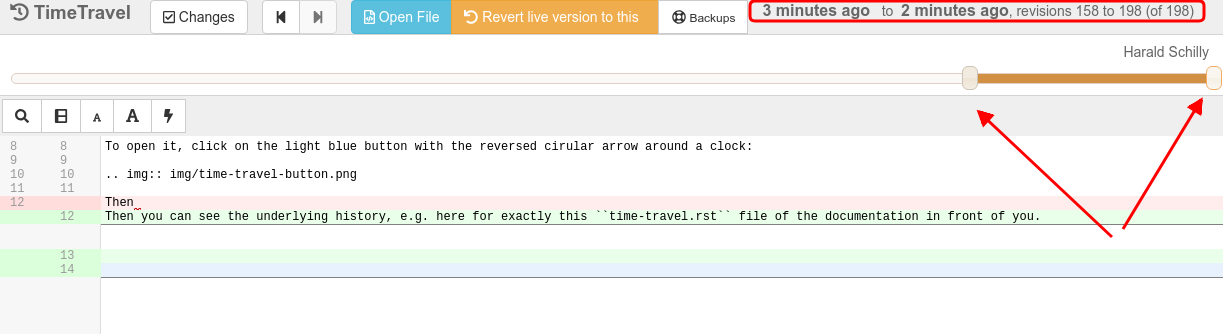 TimeTravel Changes Open File Revert live version to this Backups 3 minutes ago to 2 minutes ago, revisions 158 to 198 (of 198)
Harald Schilly
A A
8 8 To open it, click on the light blue button with the reversed cirular arrow around a clock:
9 9
10 10 .. img:: img/time-travel-button.png
11 11
12 Then
12 Then you can see the underlying history, e.g. here for exactly this ``time-travel.rst`` file of the documentation in front of you.
13
14